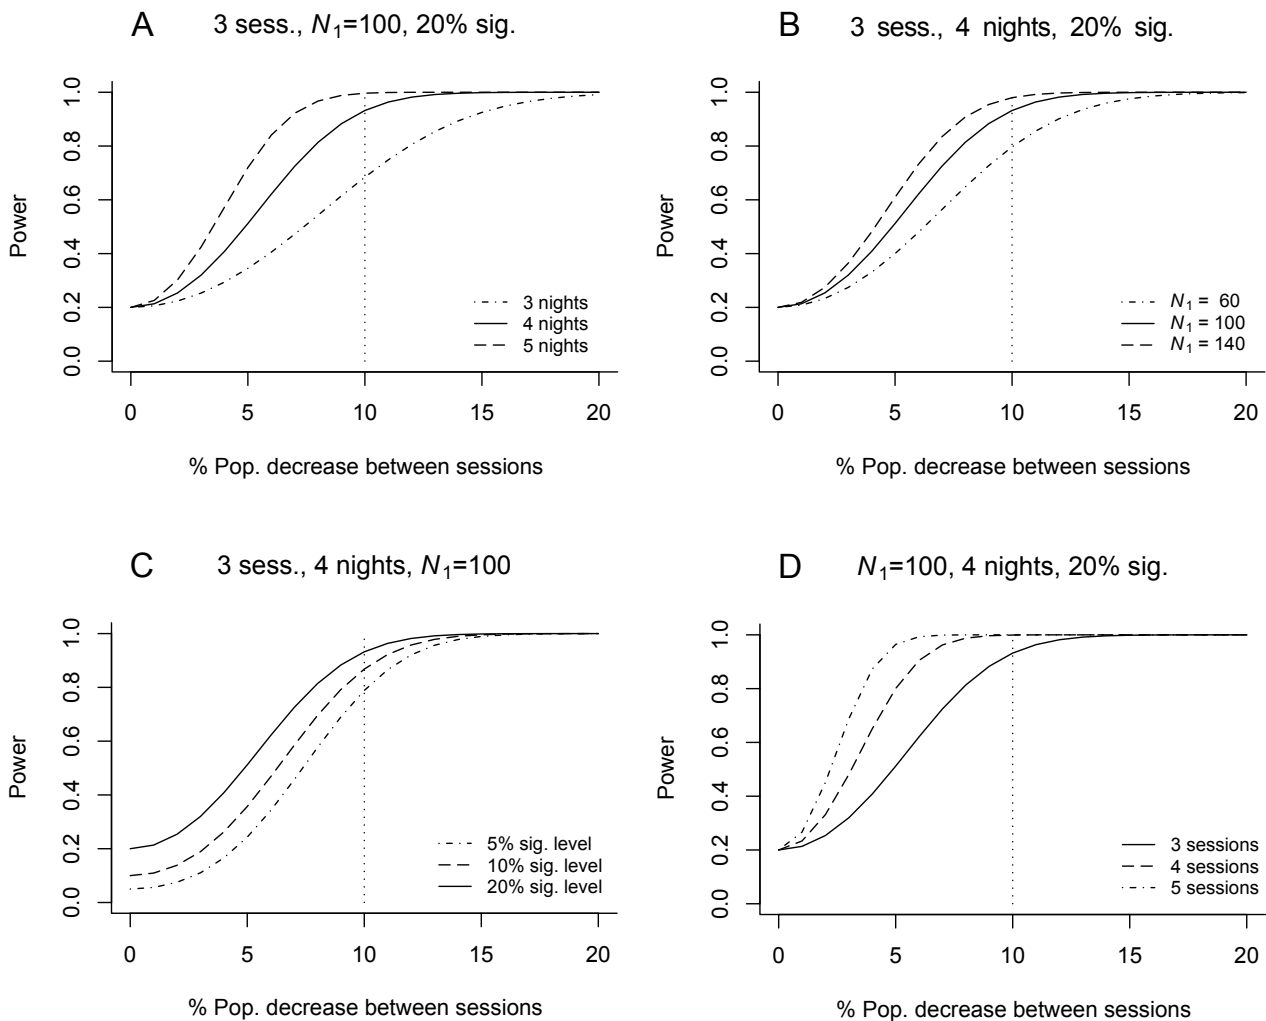 A 3 sess., N1=100, 20% sig.
Power
0.0 0.2 0.4 0.6 0.8 1.0
3 nights
4 nights
5 nights
0 5 10 15 20
% Pop. decrease between sessions
B 3 sess., 4 nights, 20% sig.
Power
0.0 0.2 0.4 0.6 0.8 1.0
N1 = 60
N1 = 100
N1 = 140
0 5 10 15 20
% Pop. decrease between sessions
C 3 sess., 4 nights, N1=100
Power
0.0 0.2 0.4 0.6 0.8 1.0
5% sig. level
10% sig. level
20% sig. level
0 5 10 15 20
% Pop. decrease between sessions
D N1=100, 4 nights, 20% sig.
Power
0.0 0.2 0.4 0.6 0.8 1.0
3 sessions
4 sessions
5 sessions
0 5 10 15 20
% Pop. decrease between sessions